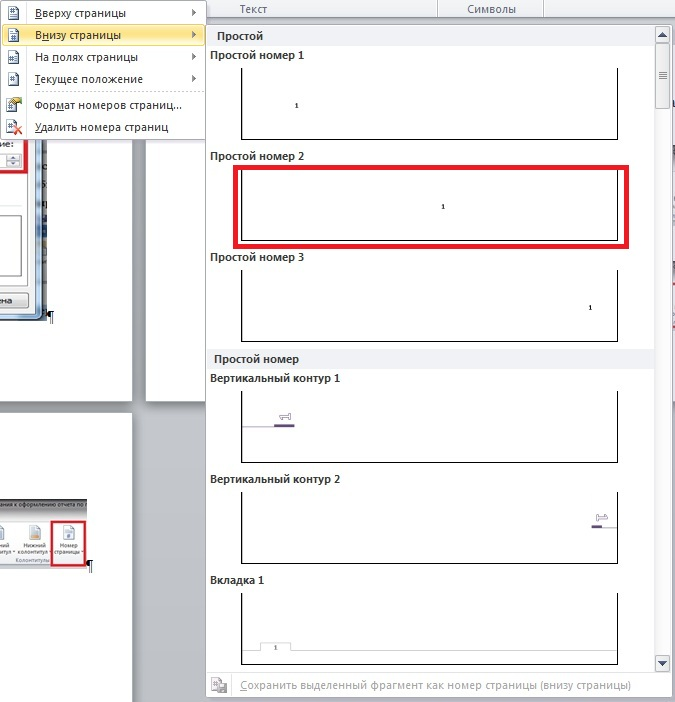 Вверху страницы
Внизу страницы
На полях страницы
Текущее положение
Формат номеров страниц...
Удалить номера страниц
Текст
Символы
Простой
Простой номер 1
1
Простой номер 2
1
Простой номер 3
1
Простой номер
Вертикальный контур 1
Вертикальный контур 2
Вкладка 1
1
Сохранить выделенный фрагмент как номер страницы (внизу страницы)
ие:
на
¶
ания к оформлению отчета по
Нижний
колонтитул
Номер
страницы
Колонтитулы
¶